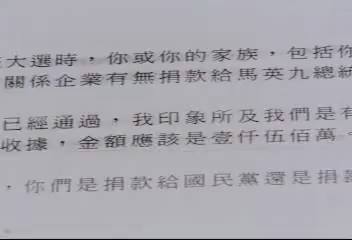 大選時，你或你的家族，包括你
關係企業有無捐款給馬英九總統
已經通過，我印象所及我們是有
收據，金額應該是壹仟伍佰萬，
，你們是捐款給國民黨還是捐款